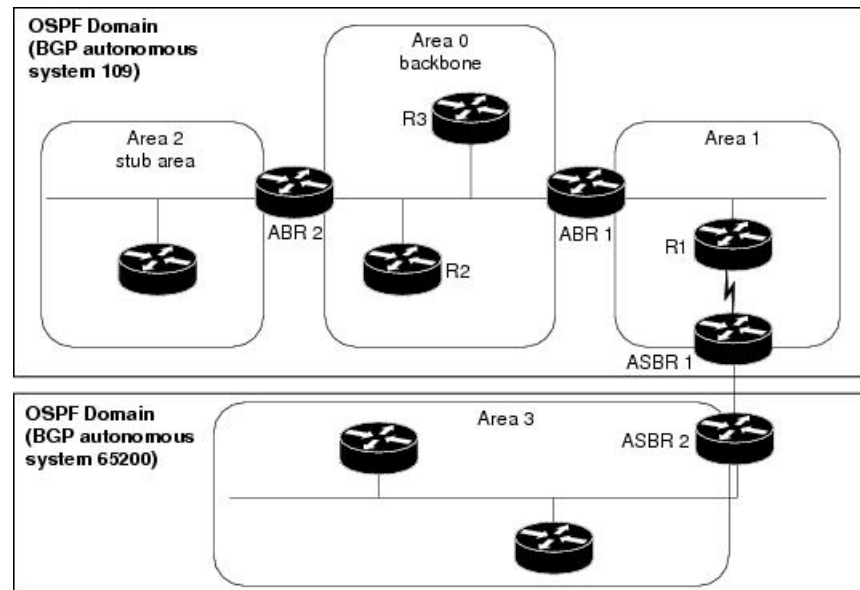 OSPF Domain
(BGP autonomous
system 109)
Area 0
backbone
R3
Area 2
stub area
Area 1
ABR 2
ABR 1
R1
R2
ASBR 1
OSPF Domain
(BGP autonomous
system 65200)
Area 3
ASBR 2